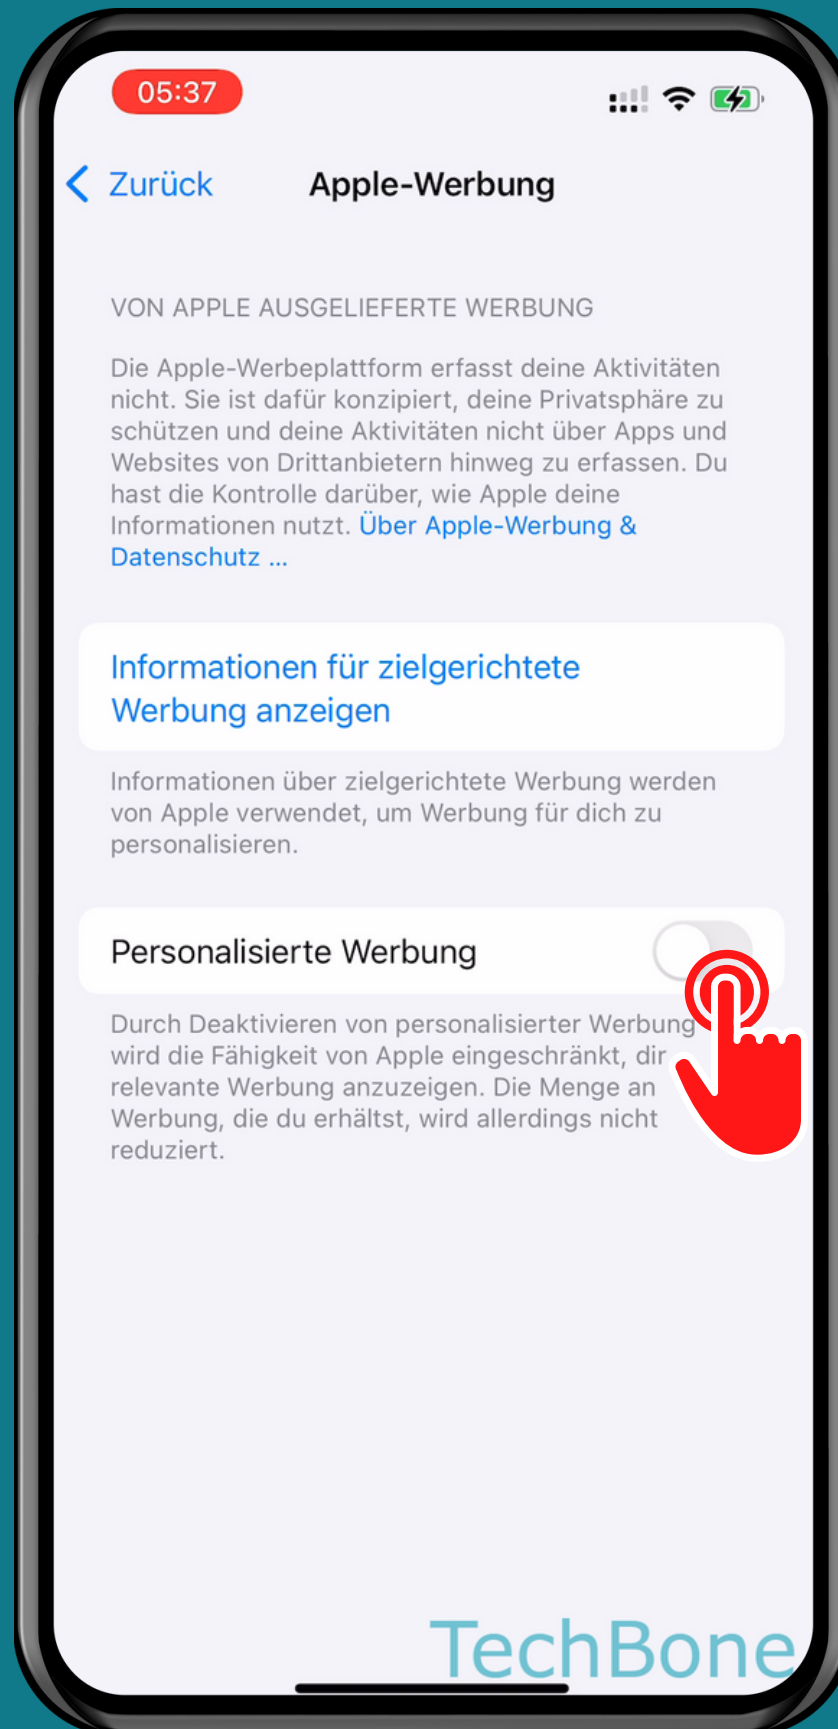 05:37
Zurück
Apple-Werbung
VON APPLE AUSGELIEFERTE WERBUNG
Die Apple-Werbeplattform erfasst deine Aktivitäten
nicht. Sie ist dafür konzipiert, deine Privatsphäre zu
schützen und deine Aktivitäten nicht über Apps und
Websites von Drittanbietern hinweg zu erfassen. Du
hast die Kontrolle darüber, wie Apple deine
Informationen nutzt. Über Apple-Werbung &
Datenschutz ...
Informationen für zielgerichtete
Werbung anzeigen
Informationen über zielgerichtete Werbung werden
von Apple verwendet, um Werbung für dich zu
personalisieren.
Personalisierte Werbung
Durch Deaktivieren von personalisierter Werbung
wird die Fähigkeit von Apple eingeschränkt, dir
relevante Werbung anzuzeigen. Die Menge an
Werbung, die du erhältst, wird allerdings nicht
reduziert.
TechBone